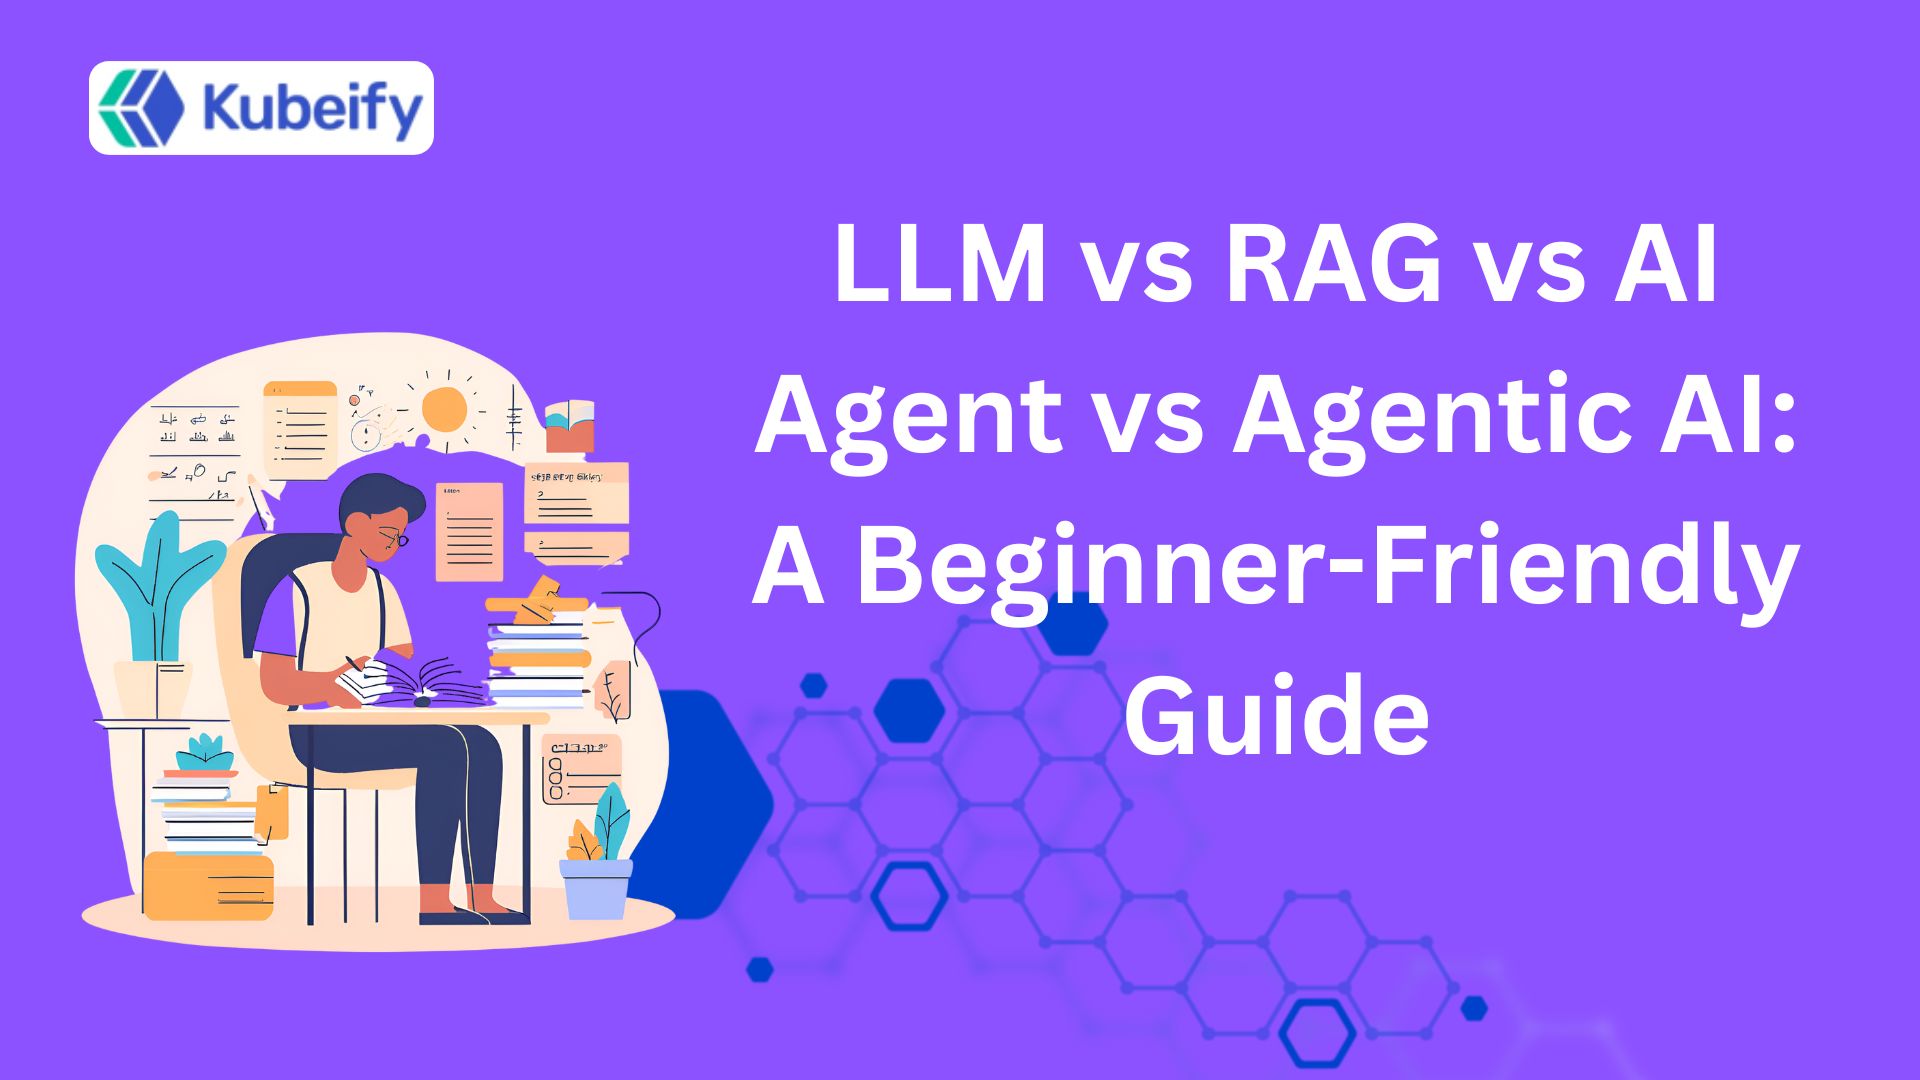 Kubeify
LLM vs RAG vs AI
Agent vs Agentic AI:
A Beginner-Friendly
Guide